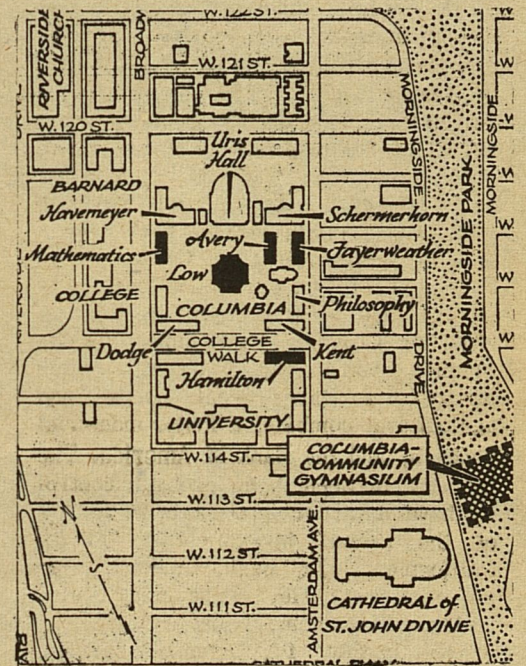 W. 122 ST.
RIVERSIDE
CHURCH
BROADW
W. 121 ST.
MORNINGSIDE
MORNINGSIDE
MORNINGSIDE PARK
W. 120 ST.
Uris
Hall
BARNARD
Havemeyer
Schermerhorn
Mathematics
Avery
Fayerweather
Low
COLLEGE
COLUMBIA
Philosophy
Dodge
COLLEGE
WALK
Kent
DRIVE
Hamilton
UNIVERSITY
COLUMBIA-
COMMUNITY
GYMNASIUM
W. 114 ST.
W. 113 ST.
W. 112 ST.
W. 111 ST.
AMSTERDAM AVE.
N
CATHEDRAL of
ST. JOHN DIVINE